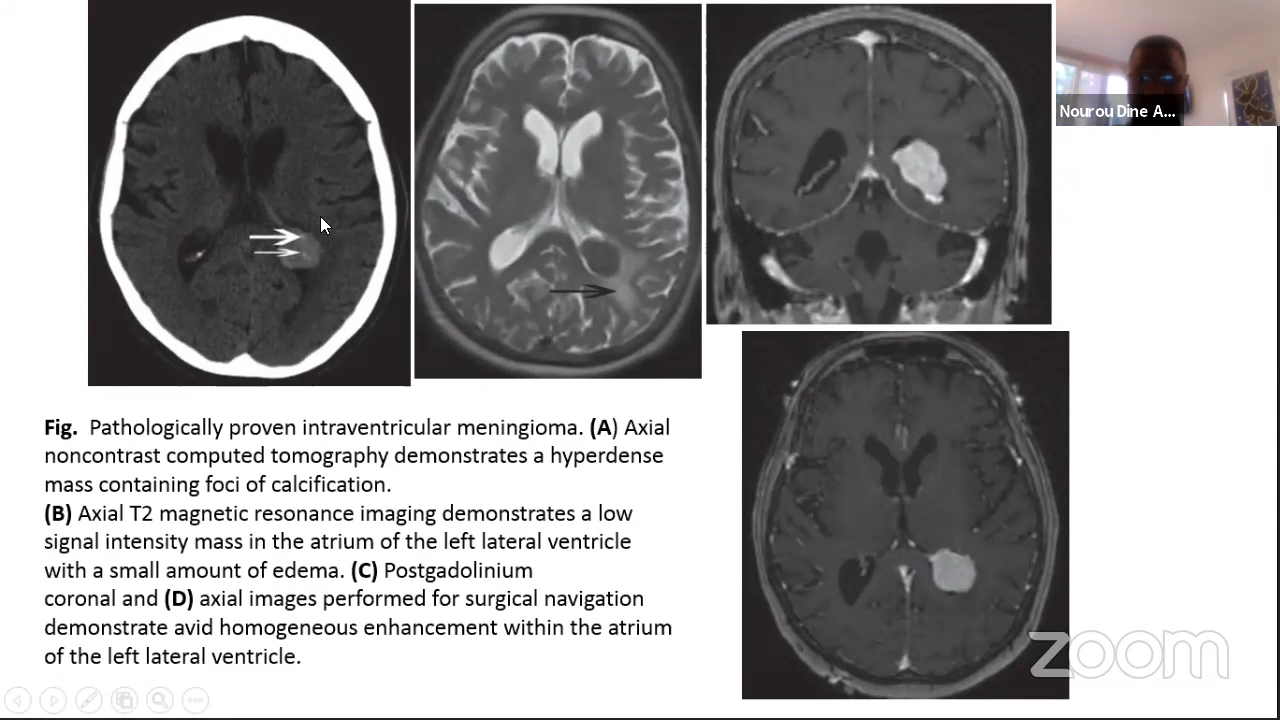 Nourou Dine A...
Fig. Pathologically proven intraventricular meningioma. (A) Axial
noncontrast computed tomography demonstrates a hyperdense
mass containing foci of calcification.
(B) Axial T2 magnetic resonance imaging demonstrates a low
signal intensity mass in the atrium of the left lateral ventricle
with a small amount of edema. (C) Postgadolinium
coronal and (D) axial images performed for surgical navigation
demonstrate avid homogeneous enhancement within the atrium
of the left lateral ventricle.
zoom